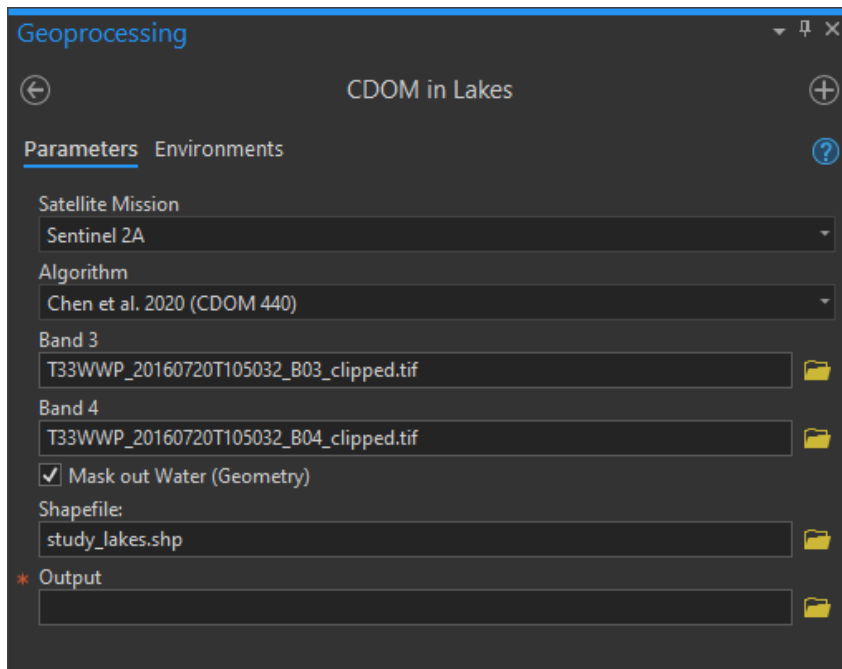 Geoprocessing
CDOM in Lakes
Parameters Environments
Satellite Mission
Sentinel 2A
Algorithm
Chen et al. 2020 (CDOM 440)
Band 3
T33WWP_20160720T105032_B03_clipped.tif
Band 4
T33WWP_20160720T105032_B04_clipped.tif
Mask out Water (Geometry)
Shapefile:
study_lakes.shp
* Output